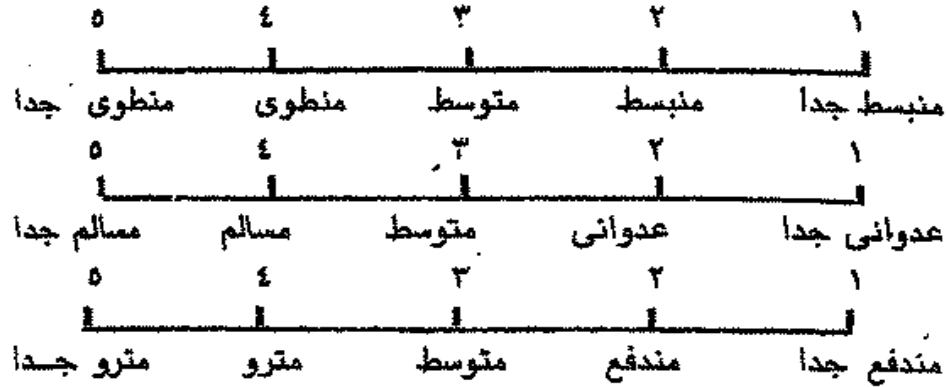 ١ ٢ ٣ ٤ ٥
منبسط جدا منبسط متوسط منطوى منطوى جدا
١ ٢ ٣ ٤ ٥
عدوانى جدا عدوانى متوسط مسالم مسالم جدا
١ ٢ ٣ ٤ ٥
مندفع جدا مندفع متوسط مترو مترو جــدا